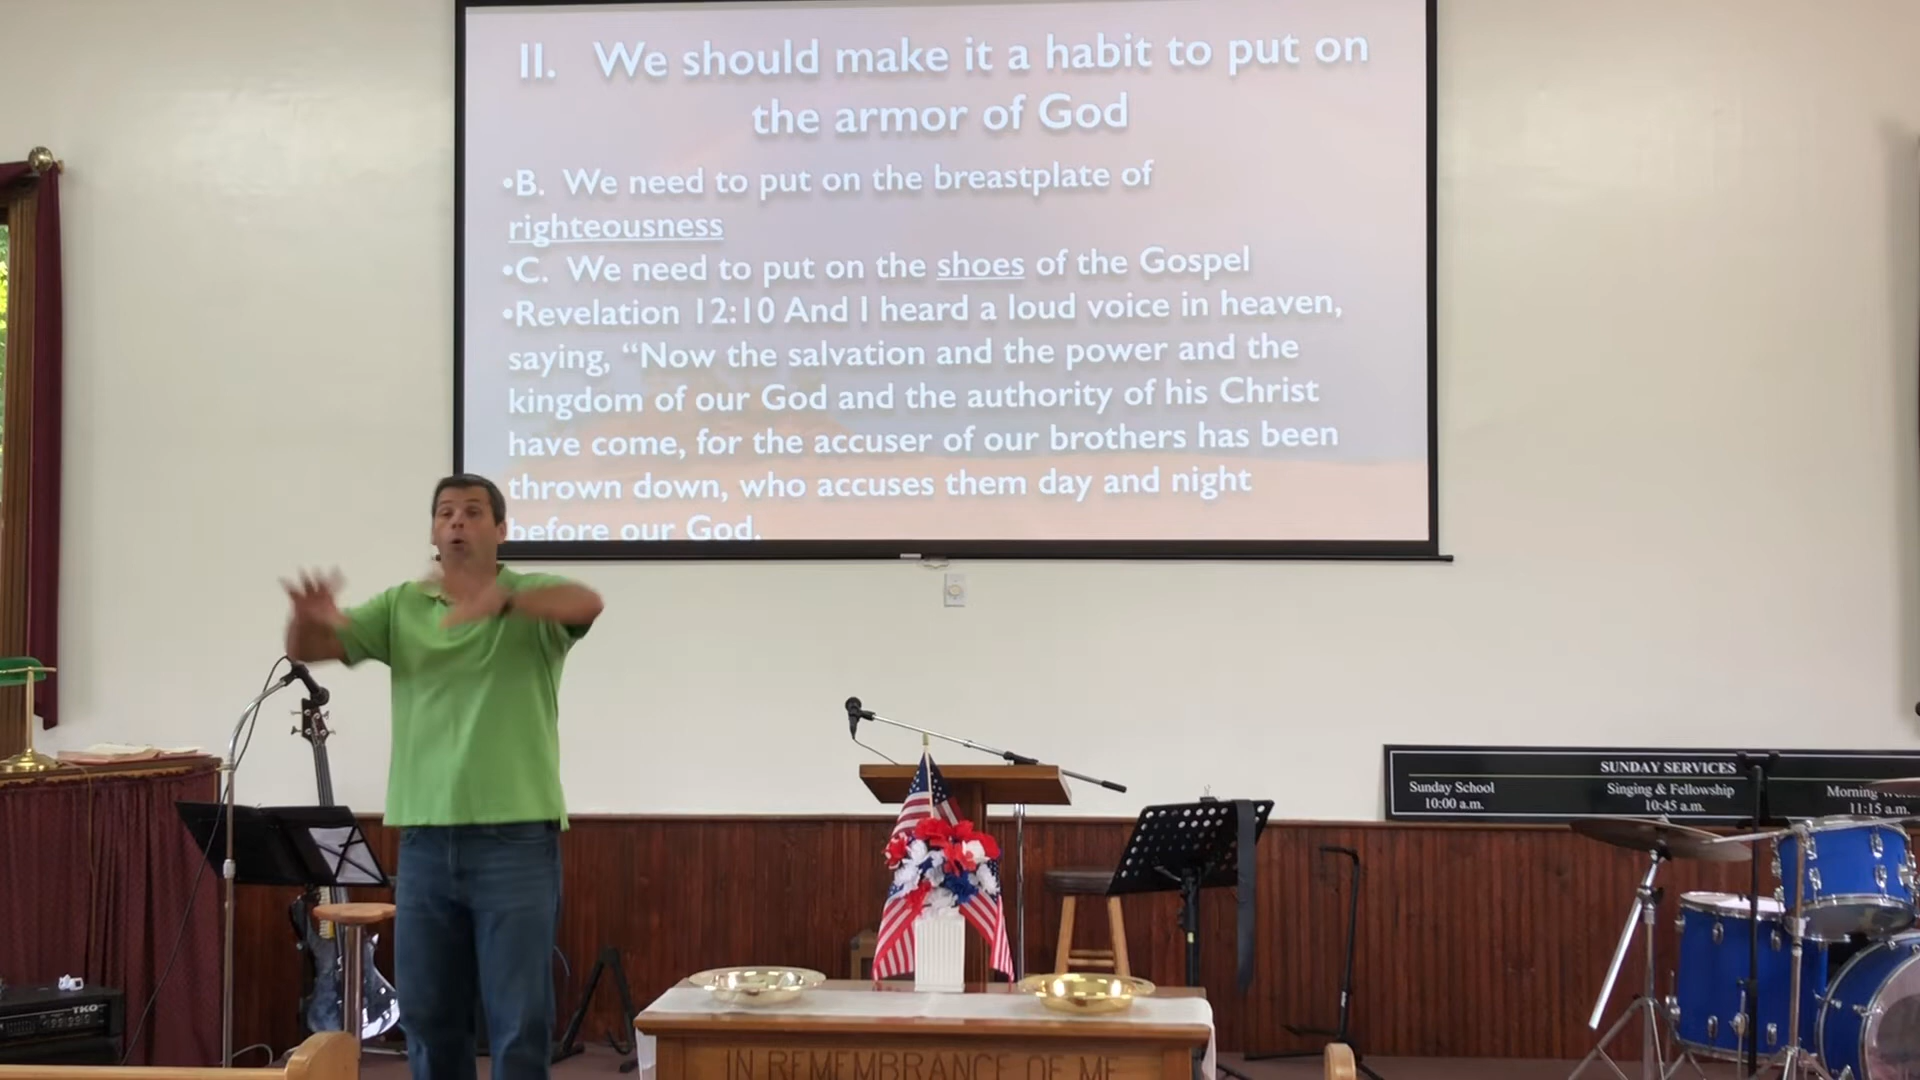 II. We should make it a habit to put on
the armor of God
•B. We need to put on the breastplate of
righteousness
•C. We need to put on the shoes of the Gospel
•Revelation 12:10 And I heard a loud voice in heaven,
saying, “Now the salvation and the power and the
kingdom of our God and the authority of his Christ
have come, for the accuser of our brothers has been
thrown down, who accuses them day and night
before our God.
SUNDAY SERVICES
Sunday School
10:00 a.m.
Singing & Fellowship
10:45 a.m.
Morning
11:15 a.m.
TKO
IN REMEMBRANCE OF ME